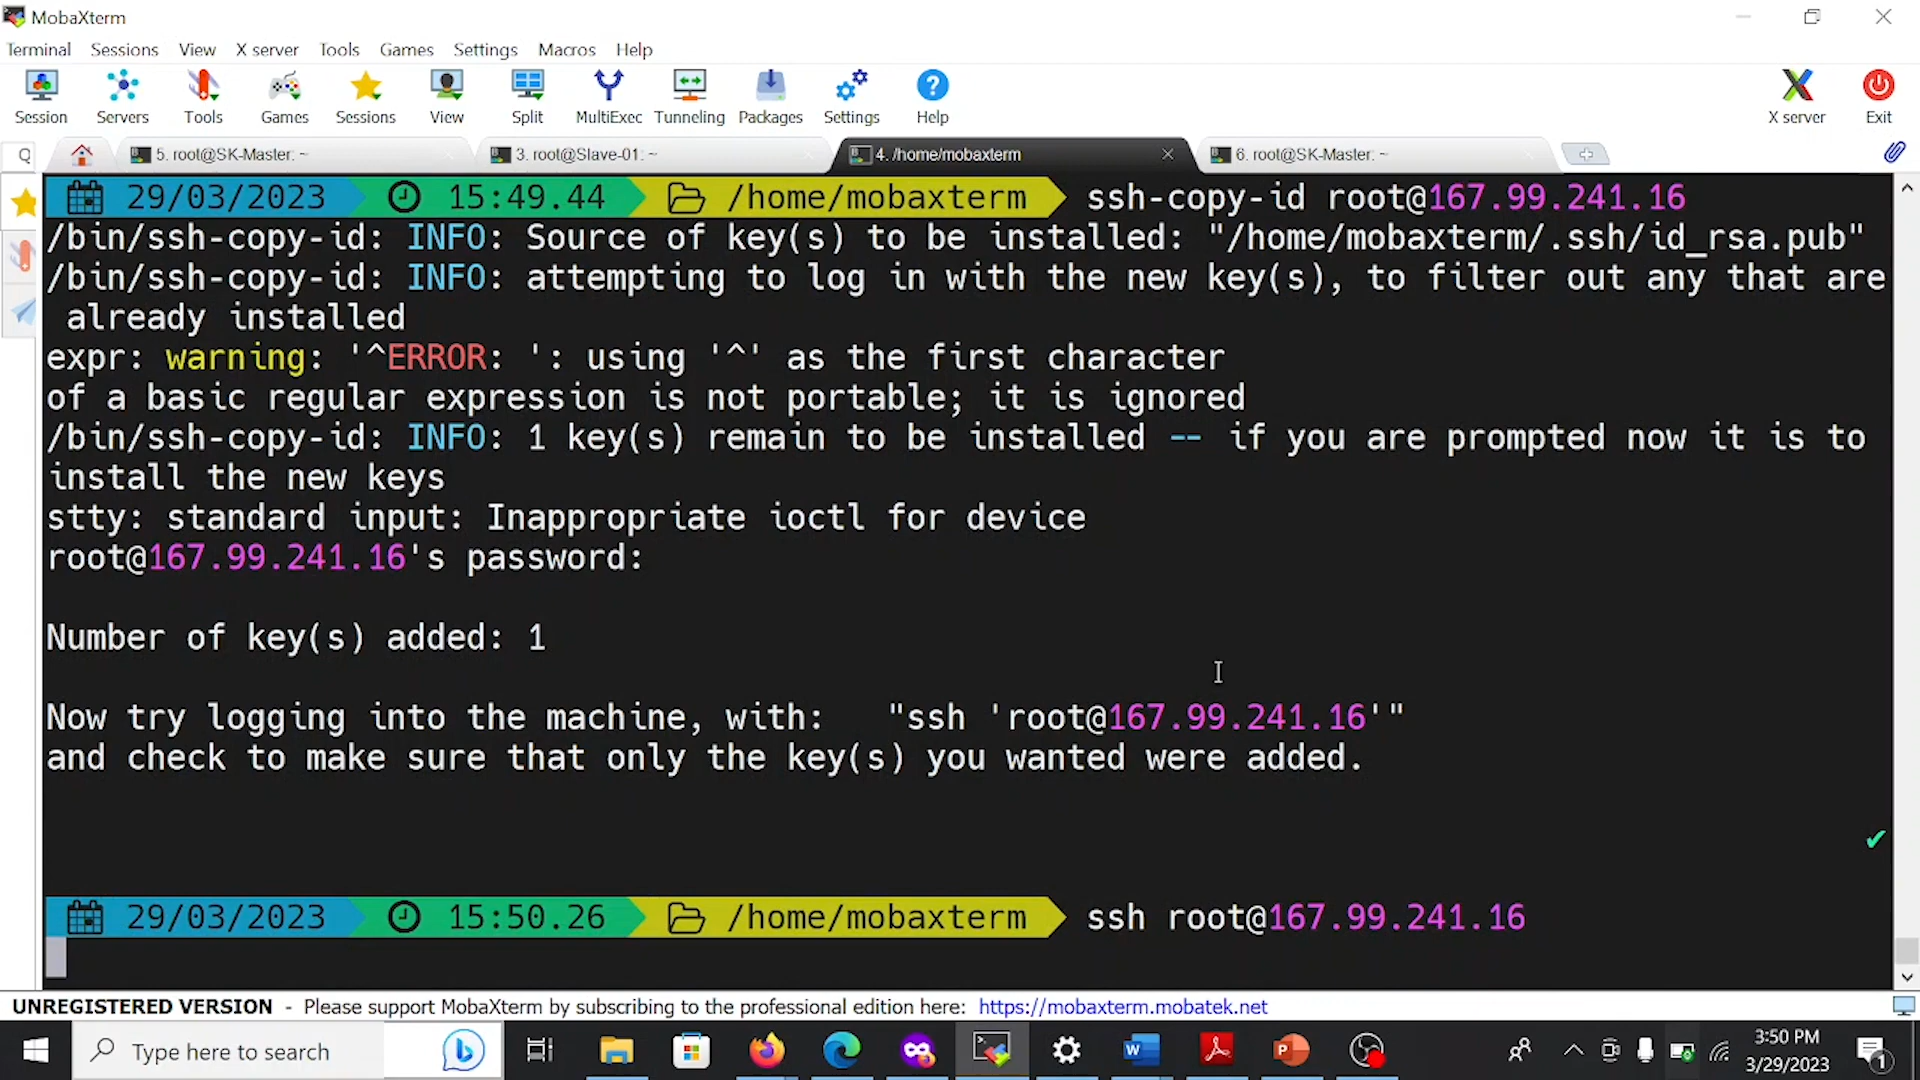 MobaXterm
Terminal Sessions View X server Tools Games Settings Macros Help
Session Servers Tools Games Sessions View Split MultiExec Tunneling Packages Settings Help X server Exit
5. root@SK-Master: ~ 3. root@Slave-01: ~ 4. /home/mobaxterm 6. root@SK-Master: ~
29/03/2023 15:49.44 /home/mobaxterm ssh-copy-id root@167.99.241.16
/bin/ssh-copy-id: INFO: Source of key(s) to be installed: "/home/mobaxterm/.ssh/id_rsa.pub"
/bin/ssh-copy-id: INFO: attempting to log in with the new key(s), to filter out any that are
already installed
expr: warning: '^ERROR: ': using '^' as the first character
of a basic regular expression is not portable; it is ignored
/bin/ssh-copy-id: INFO: 1 key(s) remain to be installed -- if you are prompted now it is to
install the new keys
stty: standard input: Inappropriate ioctl for device
root@167.99.241.16's password:
Number of key(s) added: 1
Now try logging into the machine, with: "ssh 'root@167.99.241.16'"
and check to make sure that only the key(s) you wanted were added.
29/03/2023 15:50.26 /home/mobaxterm ssh root@167.99.241.16
UNREGISTERED VERSION - Please support MobaXterm by subscribing to the professional edition here: https://mobaxterm.mobatek.net
Type here to search
3:50 PM
3/29/2023
1